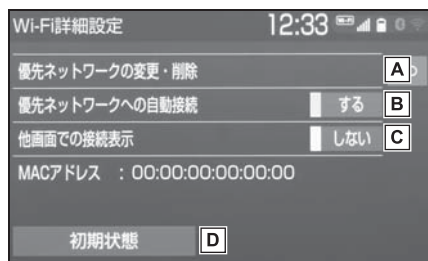 Wi-Fi詳細設定 12:33
優先ネットワークの変更・削除 A
優先ネットワークへの自動接続 する B
他画面での接続表示 しない C
MACアドレス : 00:00:00:00:00:00
初期状態 D